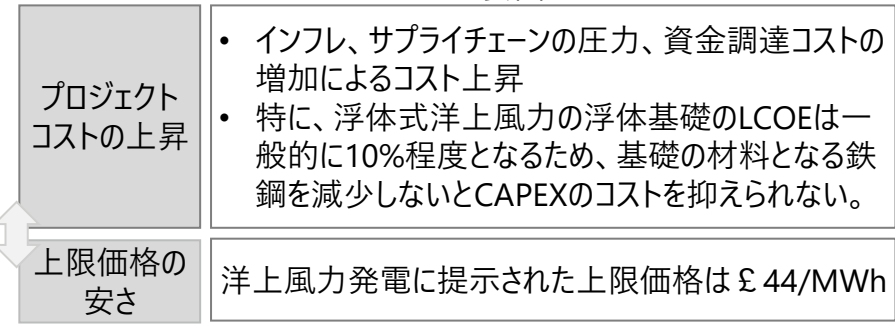 プロジェクト
コストの上昇
• インフレ、サプライチェーンの圧力、資金調達コストの
増加によるコスト上昇
• 特に、浮体式洋上風力の浮体基礎のLCOEは一
般的に10%程度となるため、基礎の材料となる鉄
鋼を減少しないとCAPEXのコストを抑えられない。
上限価格の
安さ
洋上風力発電に提示された上限価格は£44/MWh